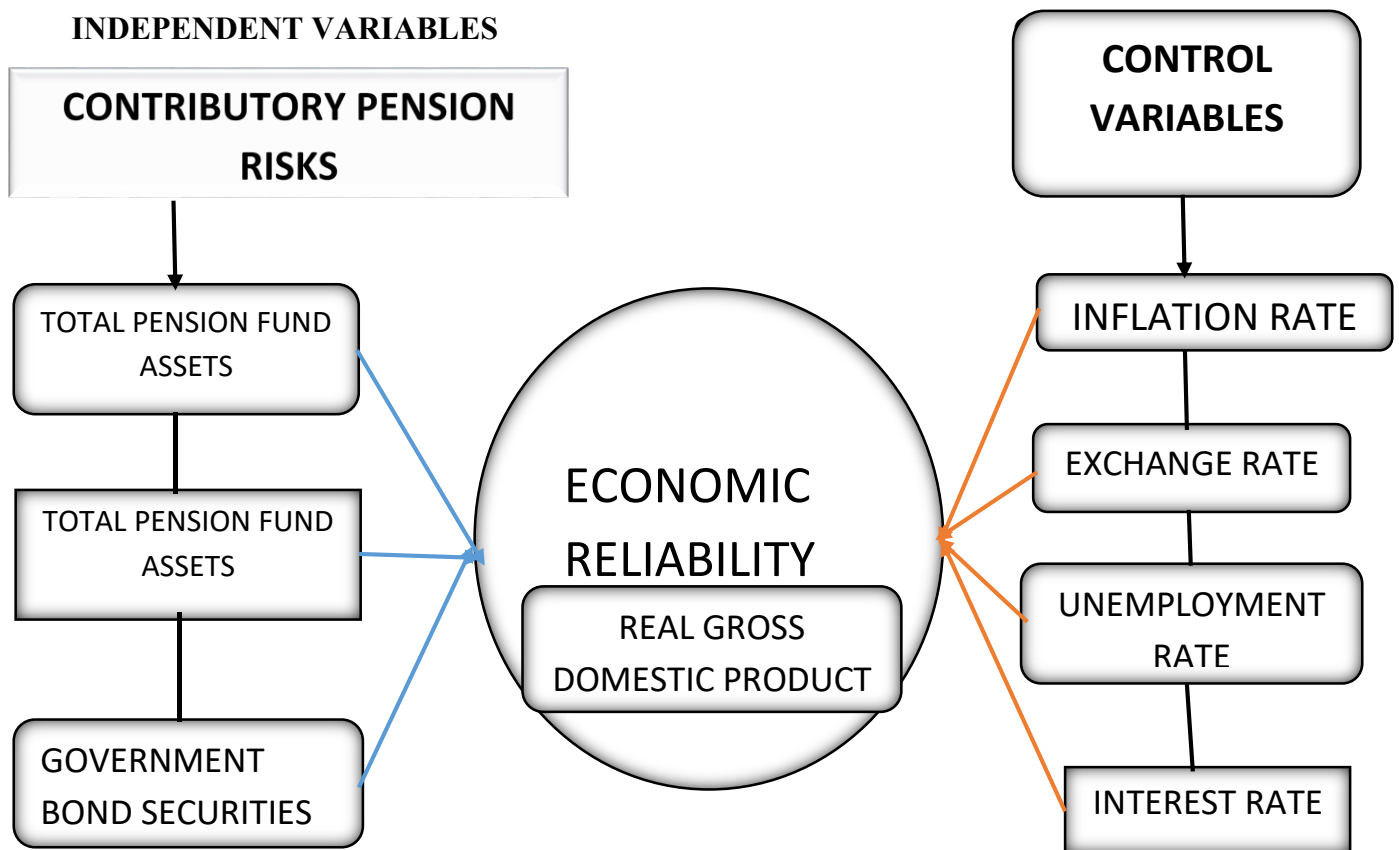 INDEPENDENT VARIABLES
CONTRIBUTORY PENSION
RISKS
TOTAL PENSION FUND
ASSETS
TOTAL PENSION FUND
ASSETS
GOVERNMENT
BOND SECURITIES
ECONOMIC
RELIABILITY
REAL GROSS
DOMESTIC PRODUCT
CONTROL
VARIABLES
INFLATION RATE
EXCHANGE RATE
UNEMPLOYMENT
RATE
INTEREST RATE